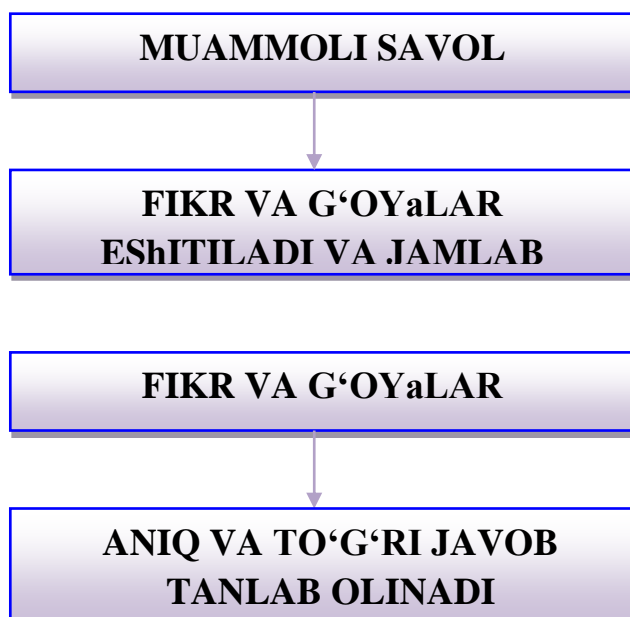 MUAMMOLI SAVOL
FIKR VA G‘OYaLAR
EShITILADI VA JAMLAB
FIKR VA G‘OYaLAR
ANIQ VA TO‘G‘RI JAVOB
TANLAB OLINADI